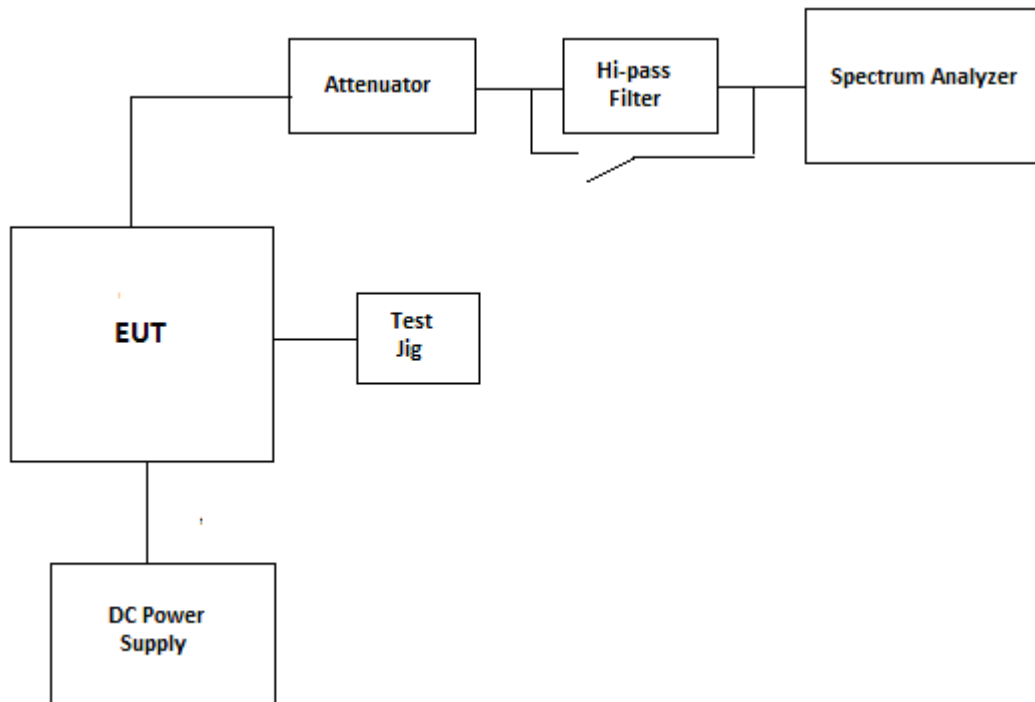 Attenuator
Hi-pass
Filter
Spectrum Analyzer
EUT
Test
Jig
DC Power
Supply